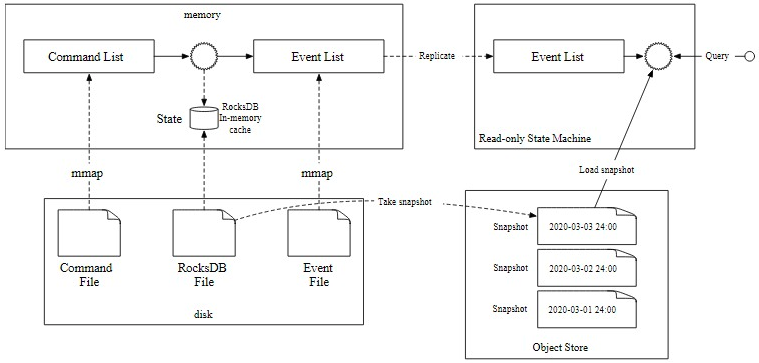 memory
Command List
Event List
Replicate
Event List
Query
State
RocksDB
In-memory
cache
Read-only State Machine
mmap
mmap
Load snapshot
Take snapshot
Command
File
RocksDB
File
Event
File
disk
Snapshot
2020-03-03 24:00
Snapshot
2020-03-02 24:00
Snapshot
2020-03-01 24:00
Object Store